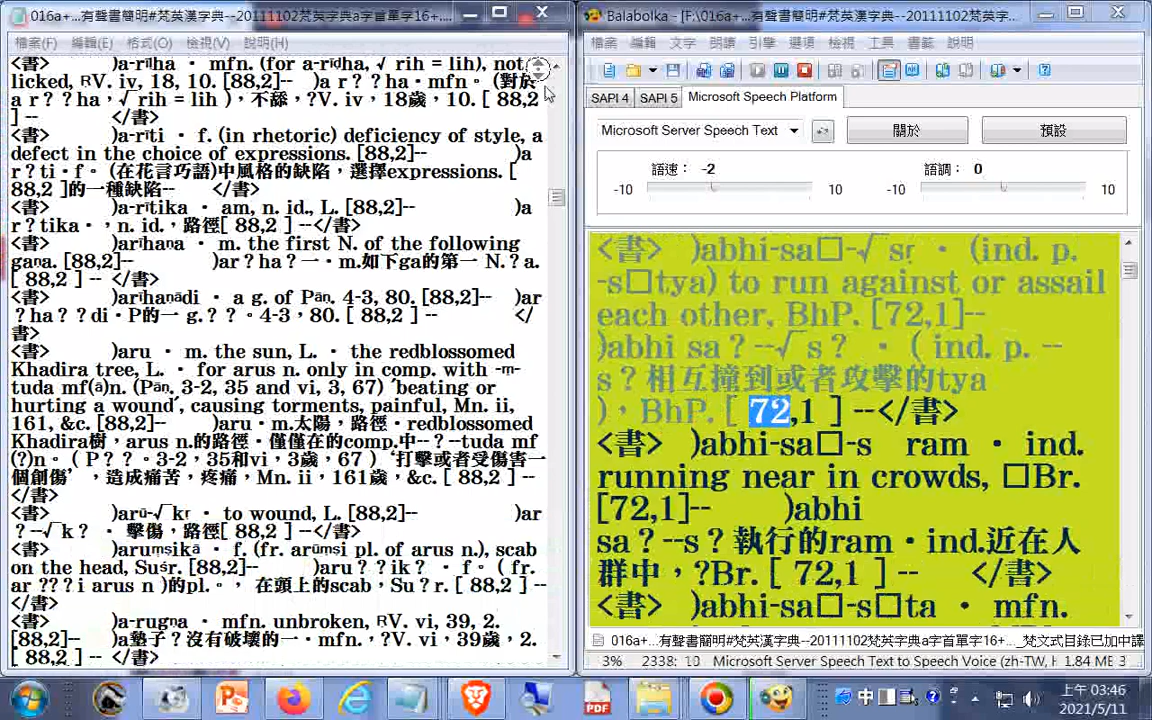 016a+...有聲書簡明#梵英漢字典--20111102梵英字典a字首單字16+...
檔案(F) 編輯(E) 格式(O) 檢視(V) 說明(H)
<書> )a-rīḷha • mfn. (for a-rīḍha, √ rih = lih), not
licked, RV. iv, 18, 10. [88,2]-- )a r??ha•mfn。(對於
a r??ha,√ rih = lih ),不舔,?V. iv,18歲,10. [ 88,2
] -- </書>
<書> )a-rīti • f. (in rhetoric) deficiency of style, a
defect in the choice of expressions. [88,2]-- )a
r?ti•f。(在花言巧語)中風格的缺陷,選擇expressions. [
88,2 ]的一種缺陷-- </書>
<書> )a-rītika • am, n. id., L. [88,2]-- )a
r?tika•,n. id.,路徑[ 88,2 ] --</書>
<書> )arīhaṇa • m. the first N. of the following
gaṇa. [88,2]-- )ar?ha?一•m.如下ga的第一 N.?a.
[ 88,2 ] -- </書>
<書> )arīhaṇādi • a g. of Pāṇ. 4-3, 80. [88,2]-- )ar
?ha??di•P的一 g.??。4-3,80. [ 88,2 ] -- </
書>
<書> )aru • m. the sun, L. • the redblossomed
Khadira tree, L. • for arus n. only in comp. with -ṃ-
tuda mf(ā)n. (Pāṇ. 3-2, 35 and vi, 3, 67) 'beating or
hurting a wound', causing torments, painful, Mn. ii,
161, &c. [88,2]-- )aru•m.太陽,路徑•redblossomed
Khadira樹,arus n.的路徑•僅僅在的comp.中--?--tuda mf
(?)n。( P??。3-2,35和vi,3歲,67 )‘打擊或者受傷害一
個創傷’,造成痛苦,疼痛,Mn. ii,161歲,&c. [ 88,2 ] --
</書>
<書> )arū-√kṛ • to wound, L. [88,2]-- )ar
?--√k?•擊傷,路徑[ 88,2 ] --</書>
<書> )aruṃsikā • f. (fr. arūṃsi pl. of arus n.), scab
on the head, Suśr. [88,2]-- )aru??ik?•f。( fr.
ar???i arus n )的pl.。,在頭上的scab,Su?r. [ 88,2 ] --
</書>
<書> )a-rugṇa • mfn. unbroken, RV. vi, 39, 2.
[88,2]-- )a墊子?沒有破壞的一•mfn.,?V. vi,39歲,2.
[ 88,2 ] -- </書>
Balabolka - [F:\016a+...有聲書簡明#梵英漢字典--20111102梵英字...
檔案 編輯 文字 朗讀 引擎 選項 檢視 工具 書籤 說明
SAPI 4 SAPI 5 Microsoft Speech Platform
Microsoft Server Speech Text 關於 預設
語速: -2 語調: 0
-10 10 -10 10
<書> )abhi-sa□-√ sṛ • (ind. p.
-s□tya) to run against or assail
each other, BhP. [72,1]--
)abhi sa?--√s? •( ind. p. --
s?相互撞到或者攻擊的tya
),BhP. [ 72,1 ] --</書>
<書> )abhi-sa□-s ram • ind.
running near in crowds, □Br.
[72,1]-- )abhi
sa?--s?執行的ram•ind.近在人
群中,?Br. [ 72,1 ] -- </書>
<書> )abhi-sa□-s□ta • mfn.
016a+...有聲書簡明#梵英漢字典--20111102梵英字典a字首單字16+..._梵文式目錄已加中譯
3% 2338: 10 Microsoft Server Speech Text to Speech Voice (zh-TW, H 1.84 MB 3
中
上午 03:46
2021/5/11